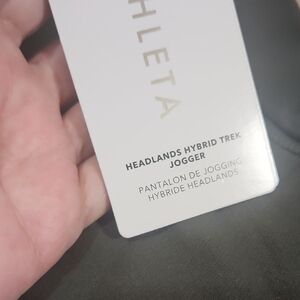 HLETA
HEADLANDS HYBRID TREK
JOGGER
PANTALON DE JOGGING
HYBRIDE HEADLANDS